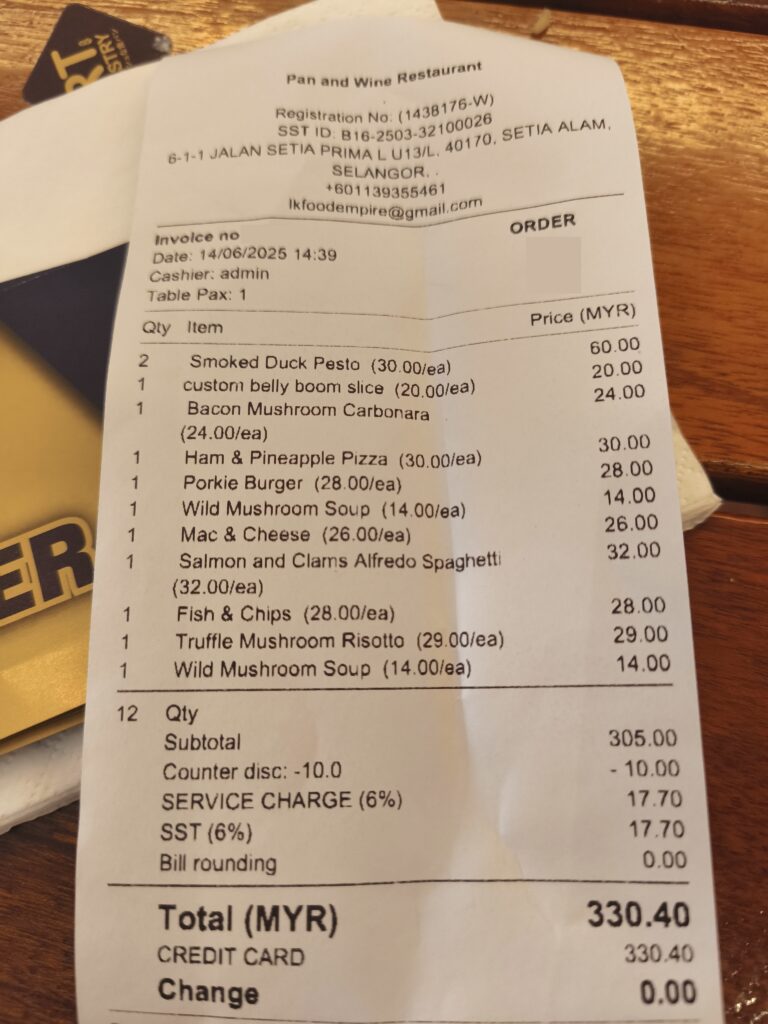 RT.
STRY
Pan and Wine Restaurant
Registration No: (1438176-W)
SST ID: B16-2503-32100026
6-1-1 JALAN SETIA PRIMA L U13/L, 40170, SETIA ALAM,
SELANGOR, .
+601139355461
lkfoodempire@gmail.com
Invoice no
ORDER
Date: 14/06/2025 14:39
Cashier: admin
Table Pax: 1
Qty Item Price (MYR)
2 Smoked Duck Pesto (30.00/ea) 60.00
1 custom belly boom slice (20.00/ea) 20.00
1 Bacon Mushroom Carbonara 24.00
(24.00/ea)
1 Ham & Pineapple Pizza (30.00/ea) 30.00
1 Porkie Burger (28.00/ea) 28.00
1 Wild Mushroom Soup (14.00/ea) 14.00
1 Mac & Cheese (26.00/ea) 26.00
1 Salmon and Clams Alfredo Spaghetti 32.00
(32.00/ea)
1 Fish & Chips (28.00/ea) 28.00
1 Truffle Mushroom Risotto (29.00/ea) 29.00
1 Wild Mushroom Soup (14.00/ea) 14.00
12 Qty
Subtotal 305.00
Counter disc: -10.0 - 10.00
SERVICE CHARGE (6%) 17.70
SST (6%) 17.70
Bill rounding 0.00
Total (MYR) 330.40
CREDIT CARD 330.40
Change 0.00
ER